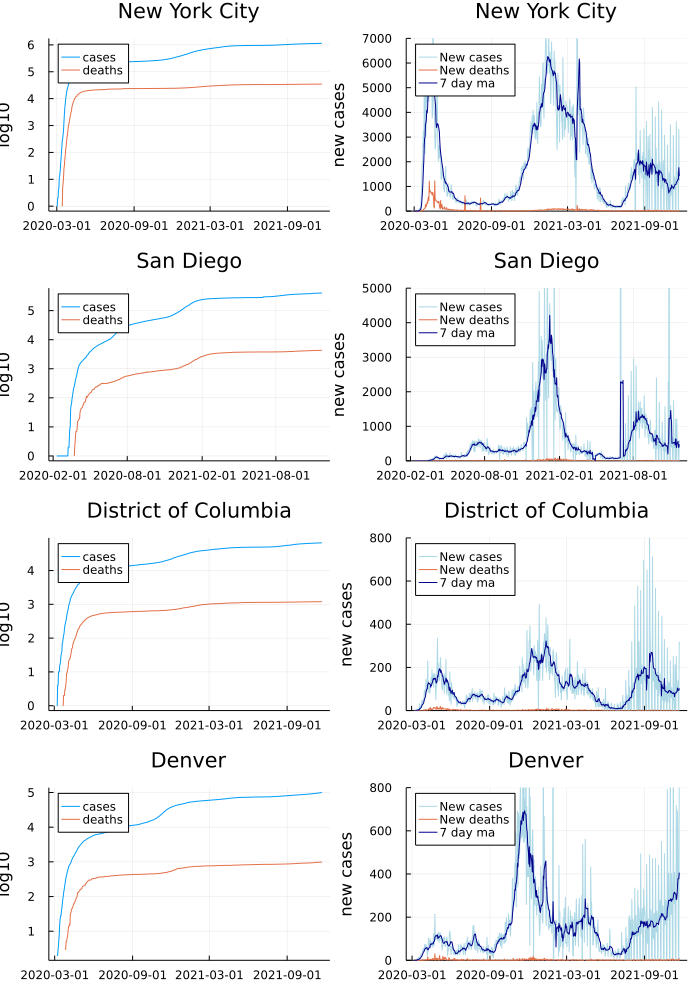 New York City
New York City
log10
6
5
4
3
2
1
0
cases
deaths
2020-03-01 2020-09-01 2021-03-01 2021-09-01
new cases
7000
6000
5000
4000
3000
2000
1000
0
New cases
New deaths
7 day ma
2020-03-01 2020-09-01 2021-03-01 2021-09-01
San Diego
San Diego
log10
5
4
3
2
1
0
cases
deaths
2020-02-01 2020-08-01 2021-02-01 2021-08-01
new cases
5000
4000
3000
2000
1000
0
New cases
New deaths
7 day ma
2020-02-01 2020-08-01 2021-02-01 2021-08-01
District of Columbia
District of Columbia
log10
4
3
2
1
0
cases
deaths
2020-03-01 2020-09-01 2021-03-01 2021-09-01
new cases
800
600
400
200
0
New cases
New deaths
7 day ma
2020-03-01 2020-09-01 2021-03-01 2021-09-01
Denver
Denver
log10
5
4
3
2
1
cases
deaths
2020-03-01 2020-09-01 2021-03-01 2021-09-01
new cases
800
600
400
200
0
New cases
New deaths
7 day ma
2020-03-01 2020-09-01 2021-03-01 2021-09-01